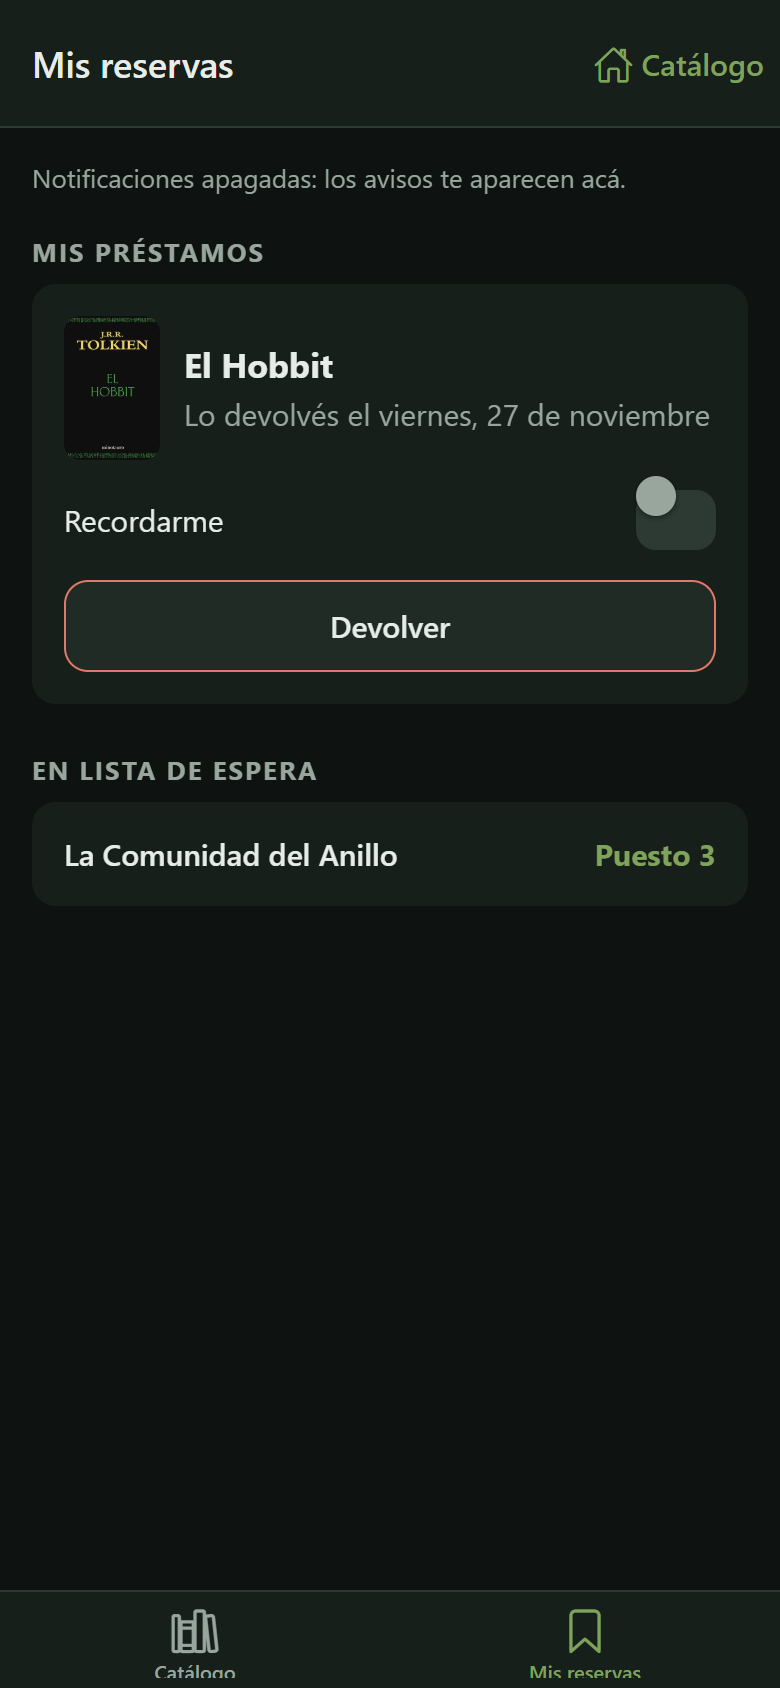 Mis reservas
Catálogo
Notificaciones apagadas: los avisos te aparecen acá.
MIS PRÉSTAMOS
J.R.R.
TOLKIEN
EL
HOBBIT
minotauro
El Hobbit
Lo devolvés el viernes, 27 de noviembre
Recordarme
Devolver
EN LISTA DE ESPERA
La Comunidad del Anillo
Puesto 3
Catálogo
Mis reservas